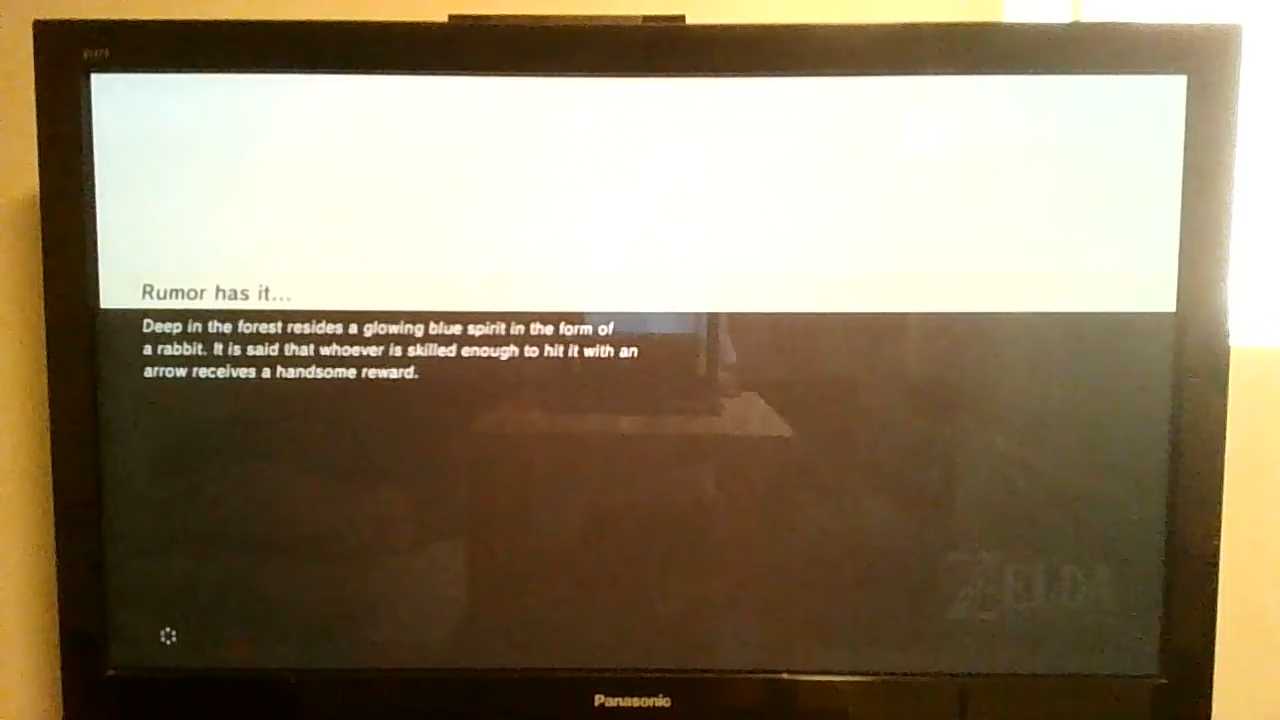 Rumor has it...
Deep in the forest resides a glowing blue spirit in the form of
a rabbit. It is said that whoever is skilled enough to hit it with an
arrow receives a handsome reward.
ZELDA
Panasonic